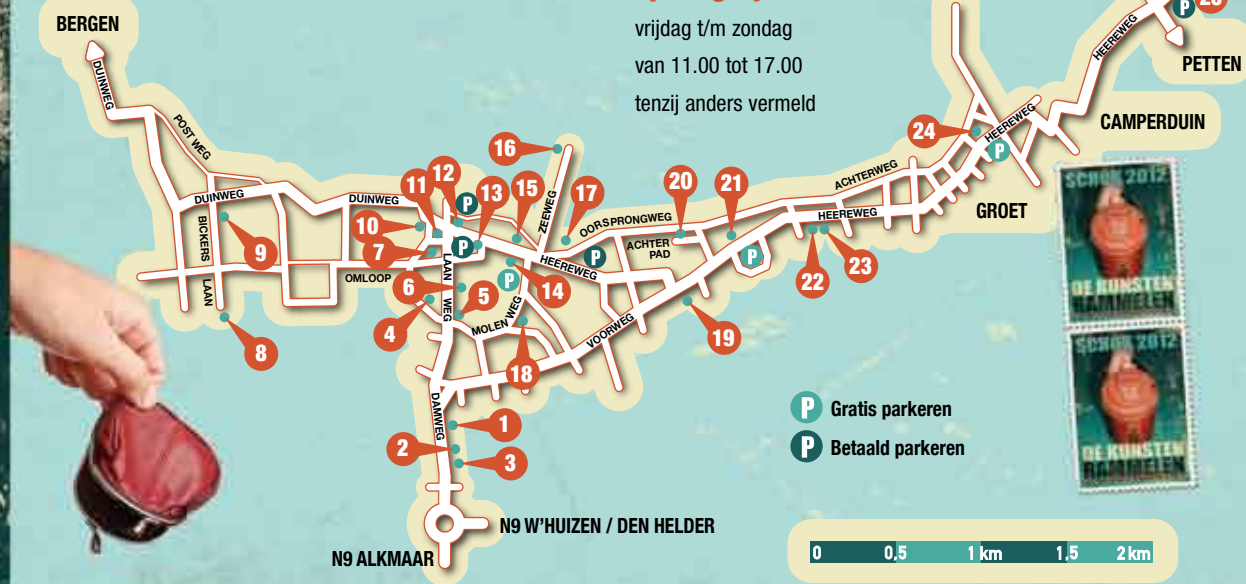 vrijdag t/m zondag
van 11.00 tot 17.00
tenzij anders vermeld
BERGEN
DUINWEG
POST WEG
DUINWEG
DUINWEG
BICKERS
LAAN
OMLOOP
LAAN
WEG
MOLEN WEG
DAMWEG
ZEEWEG
HEEREWEG
OORSPRONGWEG
ACHTER
PAD
VOORWEG
ACHTERWEG
HEEREWEG
HEEREWEG
HEEREWEG
PETTEN
CAMPERDUIN
GROET
P
P
P
P
P
P
P
16
12
11
13
15
17
20
21
24
10
7
9
6
5
14
22
23
4
8
18
19
1
2
3
N9 W'HUIZEN / DEN HELDER
N9 ALKMAAR
P Gratis parkeren
P Betaald parkeren
0 0,5 1 km 1,5 2 km
2012
DE KUNSTEN
RAMMELEN
2012
DE KUNSTEN
RAMMELEN